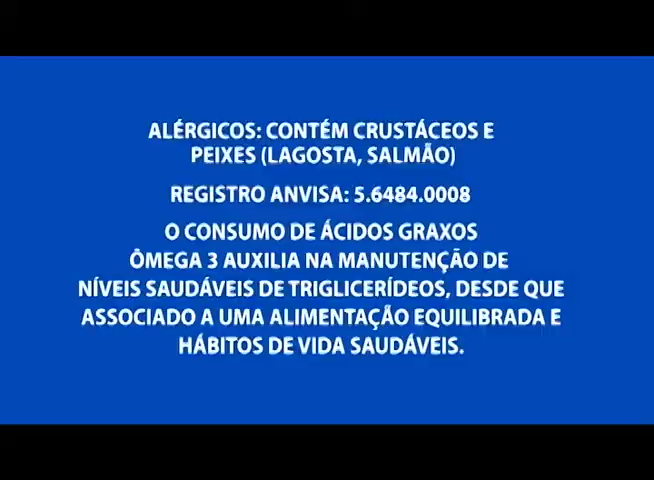 ALÉRGICOS: CONTÉM CRUSTÁCEOS E
PEIXES (LAGOSTA, SALMÃO)
REGISTRO ANVISA: 5.6484.0008
O CONSUMO DE ÁCIDOS GRAXOS
ÔMEGA 3 AUXILIA NA MANUTENÇÃO DE
NÍVEIS SAUDÁVEIS DE TRIGLICERÍDEOS, DESDE QUE
ASSOCIADO A UMA ALIMENTAÇÃO EQUILIBRADA E
HÁBITOS DE VIDA SAUDÁVEIS.